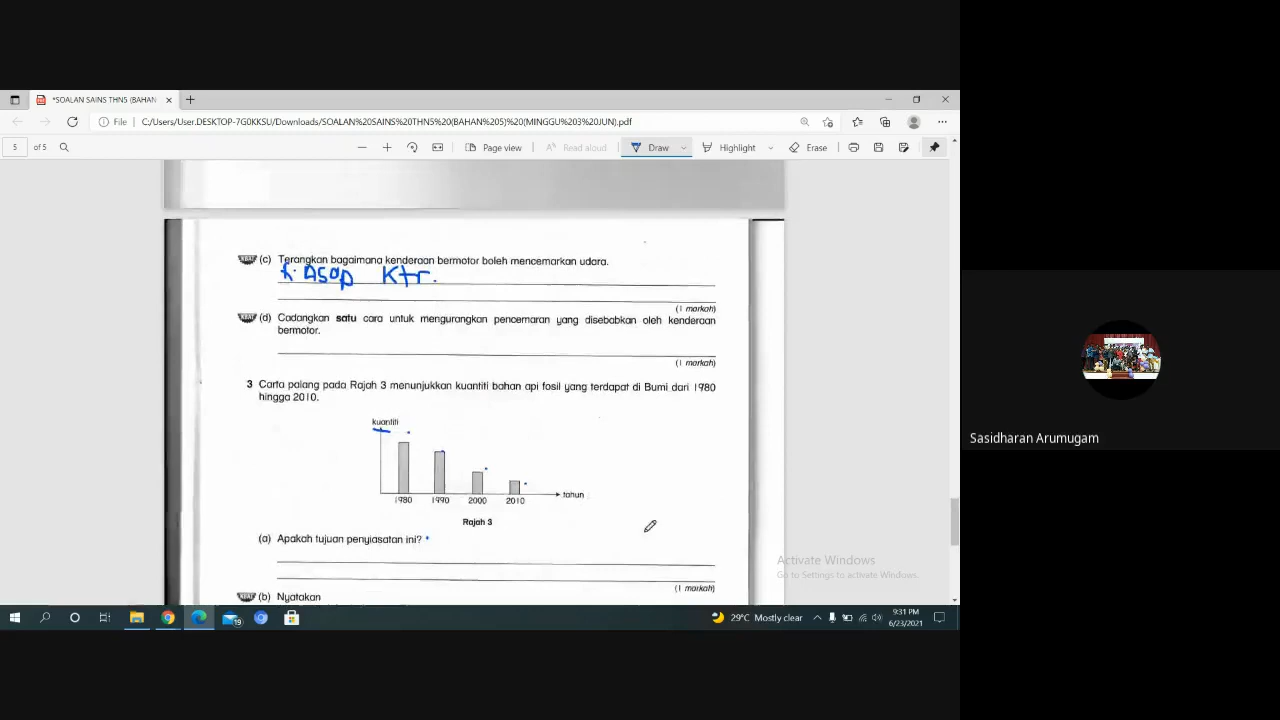 *SOALAN SAINS THN5 (BAHAN
File
C:/Users/User.DESKTOP-7G0KKSU/Downloads/SOALAN%20SAINS%20THN5%20(BAHAN%205)%20(MINGGU%203%20JUN).pdf
5 of 5
Page view
Read aloud
Draw
Highlight
Erase
KBAT (c) Terangkan bagaimana kenderaan bermotor boleh mencemarkan udara.
Asap Ktr.
(1 markah)
KBAT (d) Cadangkan satu cara untuk mengurangkan pencemaran yang disebabkan oleh kenderaan
bermotor.
(1 markah)
3 Carta palang pada Rajah 3 menunjukkan kuantiti bahan api fosil yang terdapat di Bumi dari 1980
hingga 2010.
kuantiti
1980 1990 2000 2010 tahun
Rajah 3
(a) Apakah tujuan penyiasatan ini?
(1 markah)
KBAT (b) Nyatakan
Sasidharan Arumugam
Activate Windows
Go to Settings to activate Windows.
19
29°C Mostly clear
9:31 PM
6/23/2021